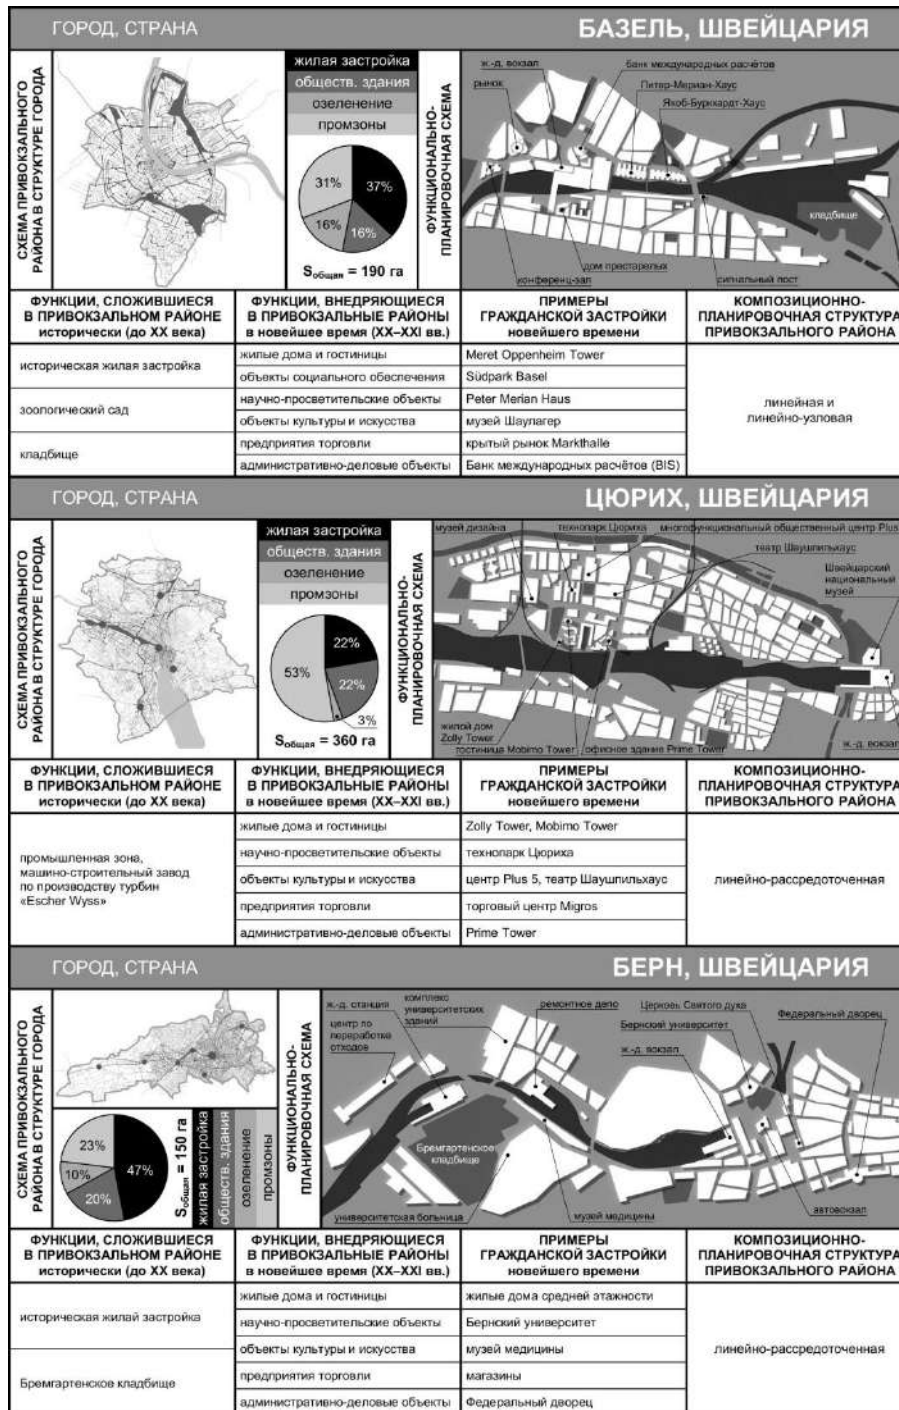 ГОРОД, СТРАНА
БАЗЕЛЬ, ШВЕЙЦАРИЯ
СХЕМА ПРИВОКЗАЛЬНОГО
РАЙОНА В СТРУКТУРЕ ГОРОДА
жилая застройка
обществ. здания
озеленение
промзоны
31%
37%
16%
16%
Sобщая = 190 га
ФУНКЦИОНАЛЬНО-
ПЛАНИРОВОЧНАЯ СХЕМА
ж.-д. вокзал
банк международных расчётов
рынок
Питер-Мериан-Хаус
Якоб-Буркхардт-Хаус
кладбище
дом престарелых
конференц-зал
сигнальный пост
ФУНКЦИИ, СЛОЖИВШИЕСЯ
В ПРИВОКЗАЛЬНОМ РАЙОНЕ
исторически (до XX века)
ФУНКЦИИ, ВНЕДРЯЮЩИЕСЯ
В ПРИВОКЗАЛЬНЫЕ РАЙОНЫ
в новейшее время (XX–XXI вв.)
ПРИМЕРЫ
ГРАЖДАНСКОЙ ЗАСТРОЙКИ
новейшего времени
КОМПОЗИЦИОННО-
ПЛАНИРОВОЧНАЯ СТРУКТУРА
ПРИВОКЗАЛЬНОГО РАЙОНА
историческая жилая застройка
зоологический сад
кладбище
жилые дома и гостиницы
Meret Oppenheim Tower
объекты социального обеспечения
Südpark Basel
научно-просветительские объекты
Peter Merian Haus
объекты культуры и искусства
музей Шаулагер
предприятия торговли
крытый рынок Markthalle
административно-деловые объекты
Банк международных расчётов (BIS)
линейная и
линейно-узловая
ГОРОД, СТРАНА
ЦЮРИХ, ШВЕЙЦАРИЯ
СХЕМА ПРИВОКЗАЛЬНОГО
РАЙОНА В СТРУКТУРЕ ГОРОДА
жилая застройка
обществ. здания
озеленение
промзоны
53%
22%
22%
3%
Sобщая = 360 га
ФУНКЦИОНАЛЬНО-
ПЛАНИРОВОЧНАЯ СХЕМА
музей дизайна
технопарк Цюриха
многофункциональный общественный центр Plus
театр Шаушпильхаус
Швейцарский
национальный
музей
жилой дом
Zolly Tower
гостиница Mobimo Tower
офисное здание Prime Tower
ж.-д. вокзал
ФУНКЦИИ, СЛОЖИВШИЕСЯ
В ПРИВОКЗАЛЬНОМ РАЙОНЕ
исторически (до XX века)
ФУНКЦИИ, ВНЕДРЯЮЩИЕСЯ
В ПРИВОКЗАЛЬНЫЕ РАЙОНЫ
в новейшее время (XX–XXI вв.)
ПРИМЕРЫ
ГРАЖДАНСКОЙ ЗАСТРОЙКИ
новейшего времени
КОМПОЗИЦИОННО-
ПЛАНИРОВОЧНАЯ СТРУКТУРА
ПРИВОКЗАЛЬНОГО РАЙОНА
промышленная зона,
машино-строительный завод
по производству турбин
«Escher Wyss»
жилые дома и гостиницы
Zolly Tower, Mobimo Tower
научно-просветительские объекты
технопарк Цюриха
объекты культуры и искусства
центр Plus 5, театр Шаушпильхаус
предприятия торговли
торговый центр Migros
административно-деловые объекты
Prime Tower
линейно-рассредоточенная
ГОРОД, СТРАНА
БЕРН, ШВЕЙЦАРИЯ
СХЕМА ПРИВОКЗАЛЬНОГО
РАЙОНА В СТРУКТУРЕ ГОРОДА
23%
47%
10%
20%
Sобщая = 150 га
жилая застройка
обществ. здания
озеленение
промзоны
ФУНКЦИОНАЛЬНО-
ПЛАНИРОВОЧНАЯ СХЕМА
ж.-д. станция
комплекс
университетских
зданий
центр по
переработке
отходов
ремонтное депо
Церковь Святого духа
Бернский университет
Федеральный дворец
ж.-д. вокзал
Бремгартенское
кладбище
автовокзал
университетская больница
музей медицины
ФУНКЦИИ, СЛОЖИВШИЕСЯ
В ПРИВОКЗАЛЬНОМ РАЙОНЕ
исторически (до XX века)
ФУНКЦИИ, ВНЕДРЯЮЩИЕСЯ
В ПРИВОКЗАЛЬНЫЕ РАЙОНЫ
в новейшее время (XX–XXI вв.)
ПРИМЕРЫ
ГРАЖДАНСКОЙ ЗАСТРОЙКИ
новейшего времени
КОМПОЗИЦИОННО-
ПЛАНИРОВОЧНАЯ СТРУКТУРА
ПРИВОКЗАЛЬНОГО РАЙОНА
историческая жилай застройка
Бремгартенское кладбище
жилые дома и гостиницы
жилые дома средней этажности
научно-просветительские объекты
Бернский университет
объекты культуры и искусства
музей медицины
предприятия торговли
магазины
административно-деловые объекты
Федеральный дворец
линейно-рассредоточенная